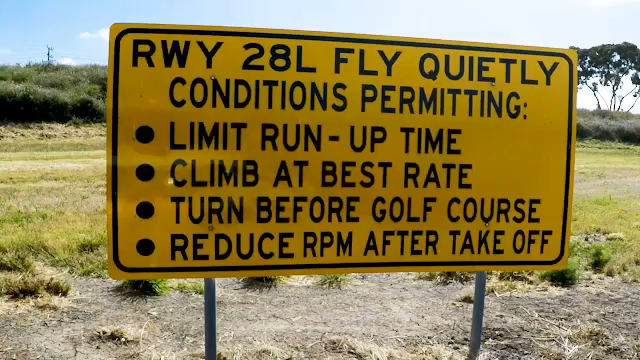 RWY 28L FLY QUIETLY
CONDITIONS PERMITTING:
● LIMIT RUN-UP TIME
● CLIMB AT BEST RATE
● TURN BEFORE GOLF COURSE
● REDUCE RPM AFTER TAKE OFF